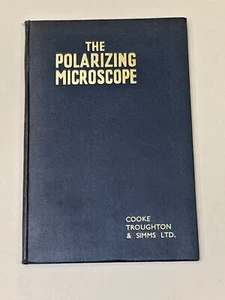 THE
POLARIZING
MICROSCOPE
COOKE
TROUGHTON
& SIMMS LTD.